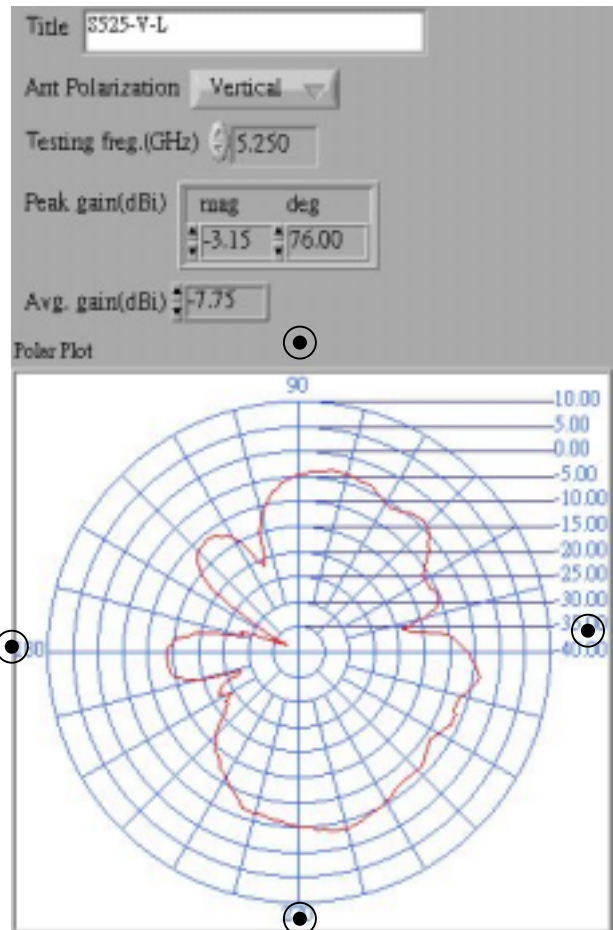 Title S525-V-L
Ant Polarization Vertical
Testing freg.(GHz) 5.250
Peak gain(dBi) mag deg
-3.15 76.00
Avg. gain(dBi) -7.75
Polar Plot
90
10.00
5.00
0.00
-5.00
-10.00
-15.00
-20.00
-25.00
-30.00
-40.00